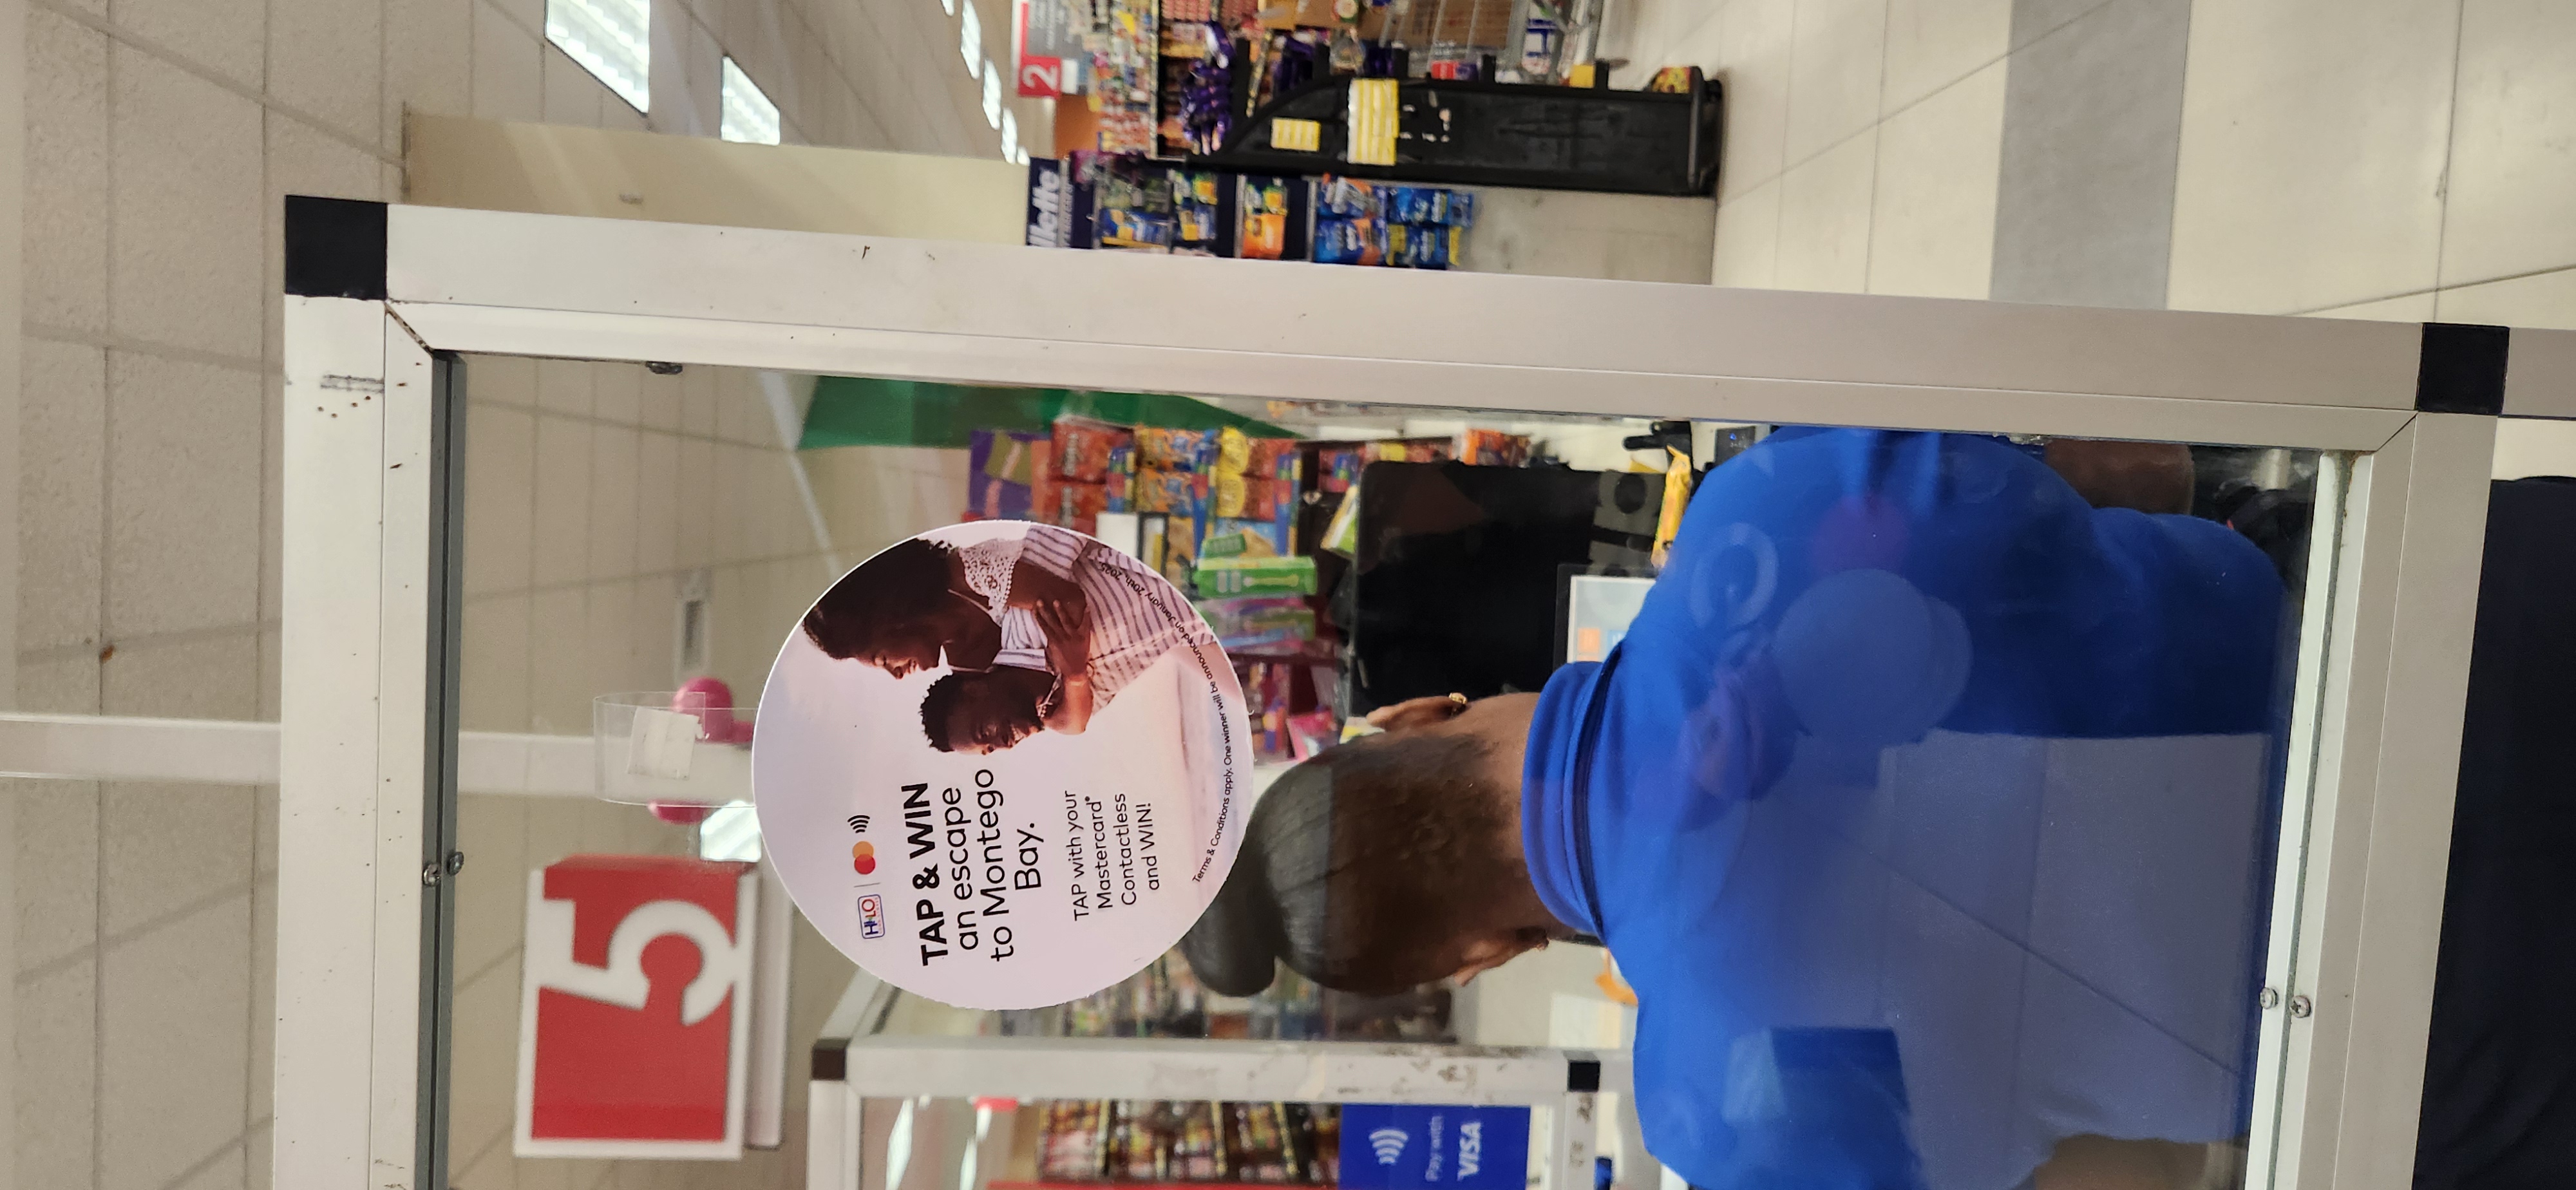 HI-LO
TAP & WIN
an escape
to Montego
Bay.
TAP with your
Mastercard®
Contactless
and WIN!
Terms & Conditions apply. One winner will be announced on January 20th, 2025.
5
2
Gillette
Pay with
VISA